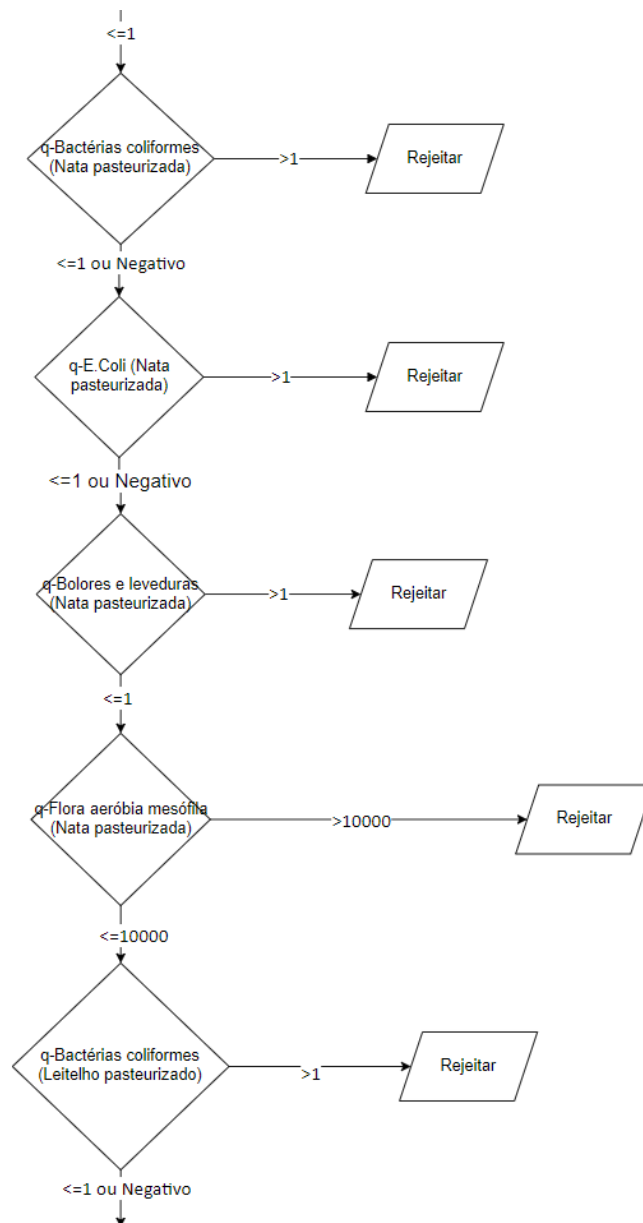 <=1
q-Bactérias coliformes
(Nata pasteurizada)
>1
Rejeitar
<=1 ou Negativo
q-E.Coli (Nata
pasteurizada)
>1
Rejeitar
<=1 ou Negativo
q-Bolores e leveduras
(Nata pasteurizada)
>1
Rejeitar
<=1
q-Flora aeróbia mesófila
(Nata pasteurizada)
>10000
Rejeitar
<=10000
q-Bactérias coliformes
(Leitelho pasteurizado)
>1
Rejeitar
<=1 ou Negativo